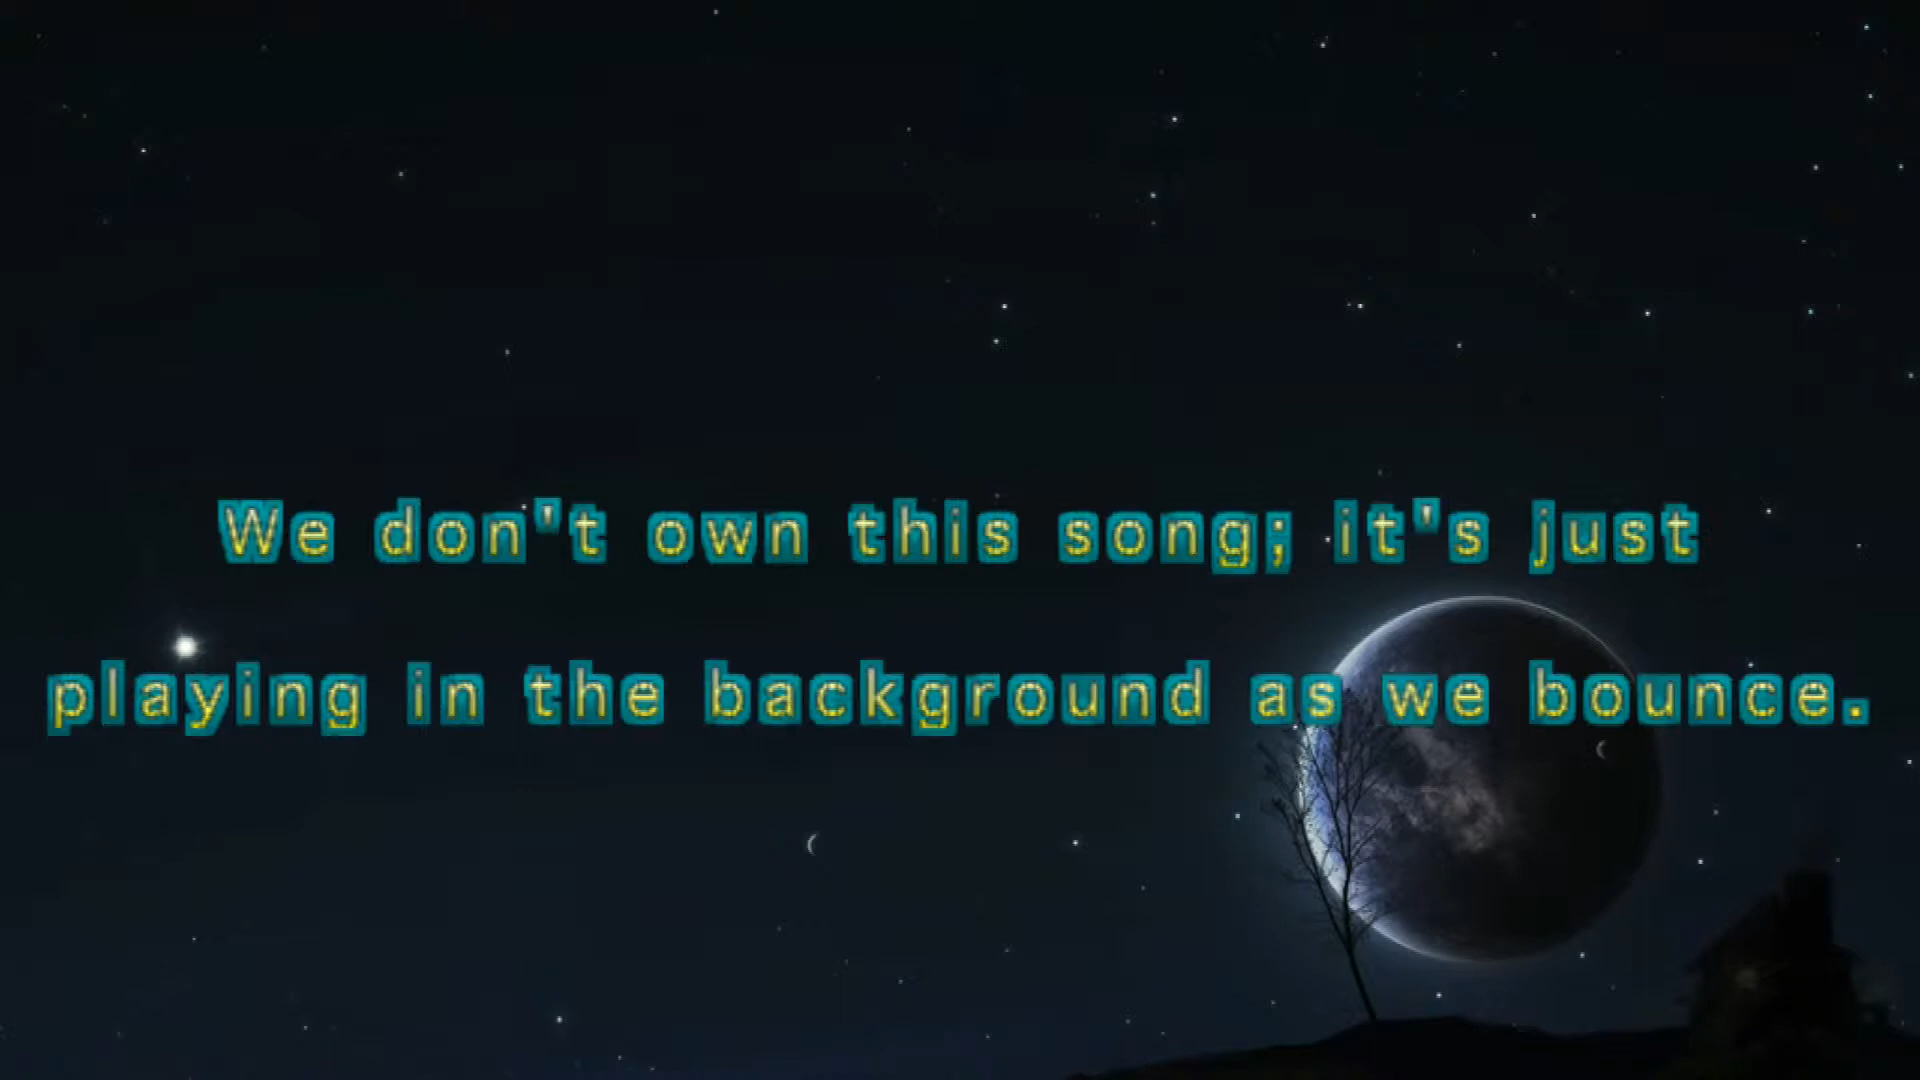 We don't own this song; it's just
playing in the background as we bounce.